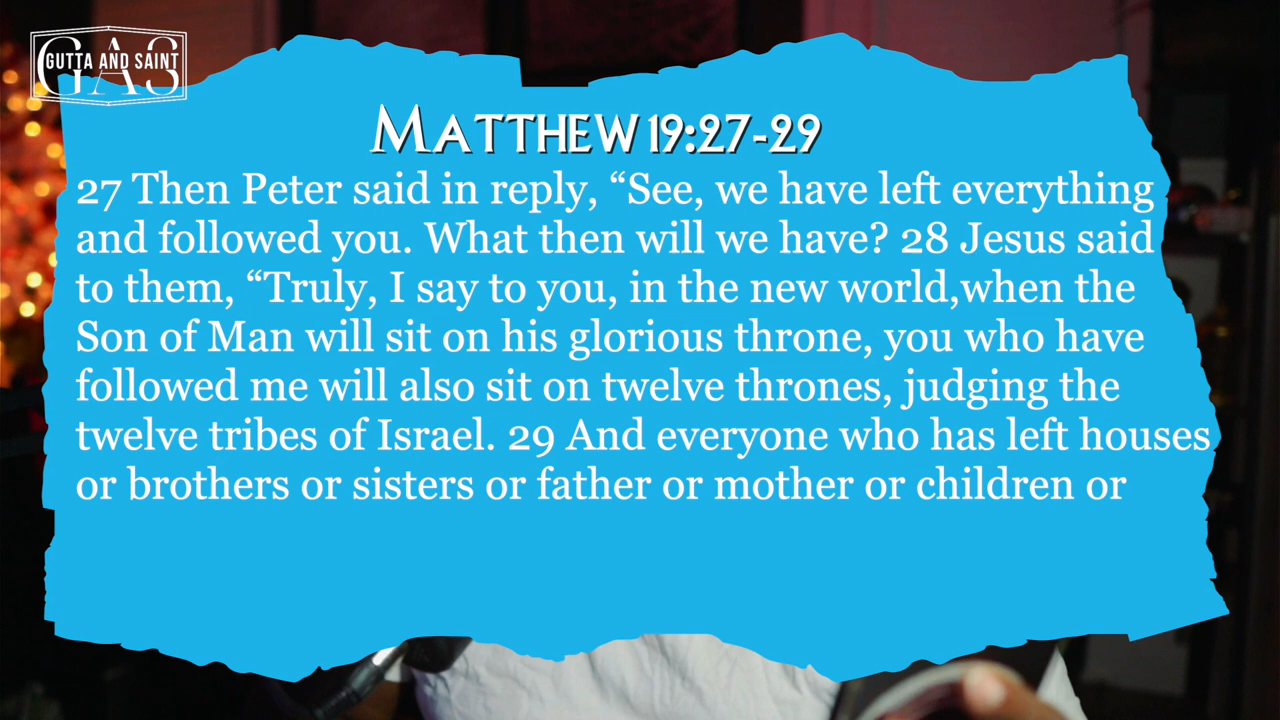 GUTTA AND SAINT
GAS
MATTHEW 19:27-29
27 Then Peter said in reply, “See, we have left everything
and followed you. What then will we have? 28 Jesus said
to them, “Truly, I say to you, in the new world,when the
Son of Man will sit on his glorious throne, you who have
followed me will also sit on twelve thrones, judging the
twelve tribes of Israel. 29 And everyone who has left houses
or brothers or sisters or father or mother or children or